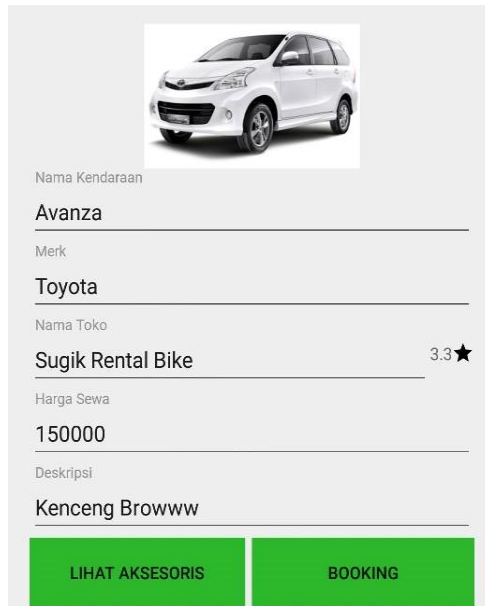 Nama Kendaraan
Avanza
Merk
Toyota
Nama Toko
Sugik Rental Bike
3.3★
Harga Sewa
150000
Deskripsi
Kenceng Browww
LIHAT AKSESORIS
BOOKING